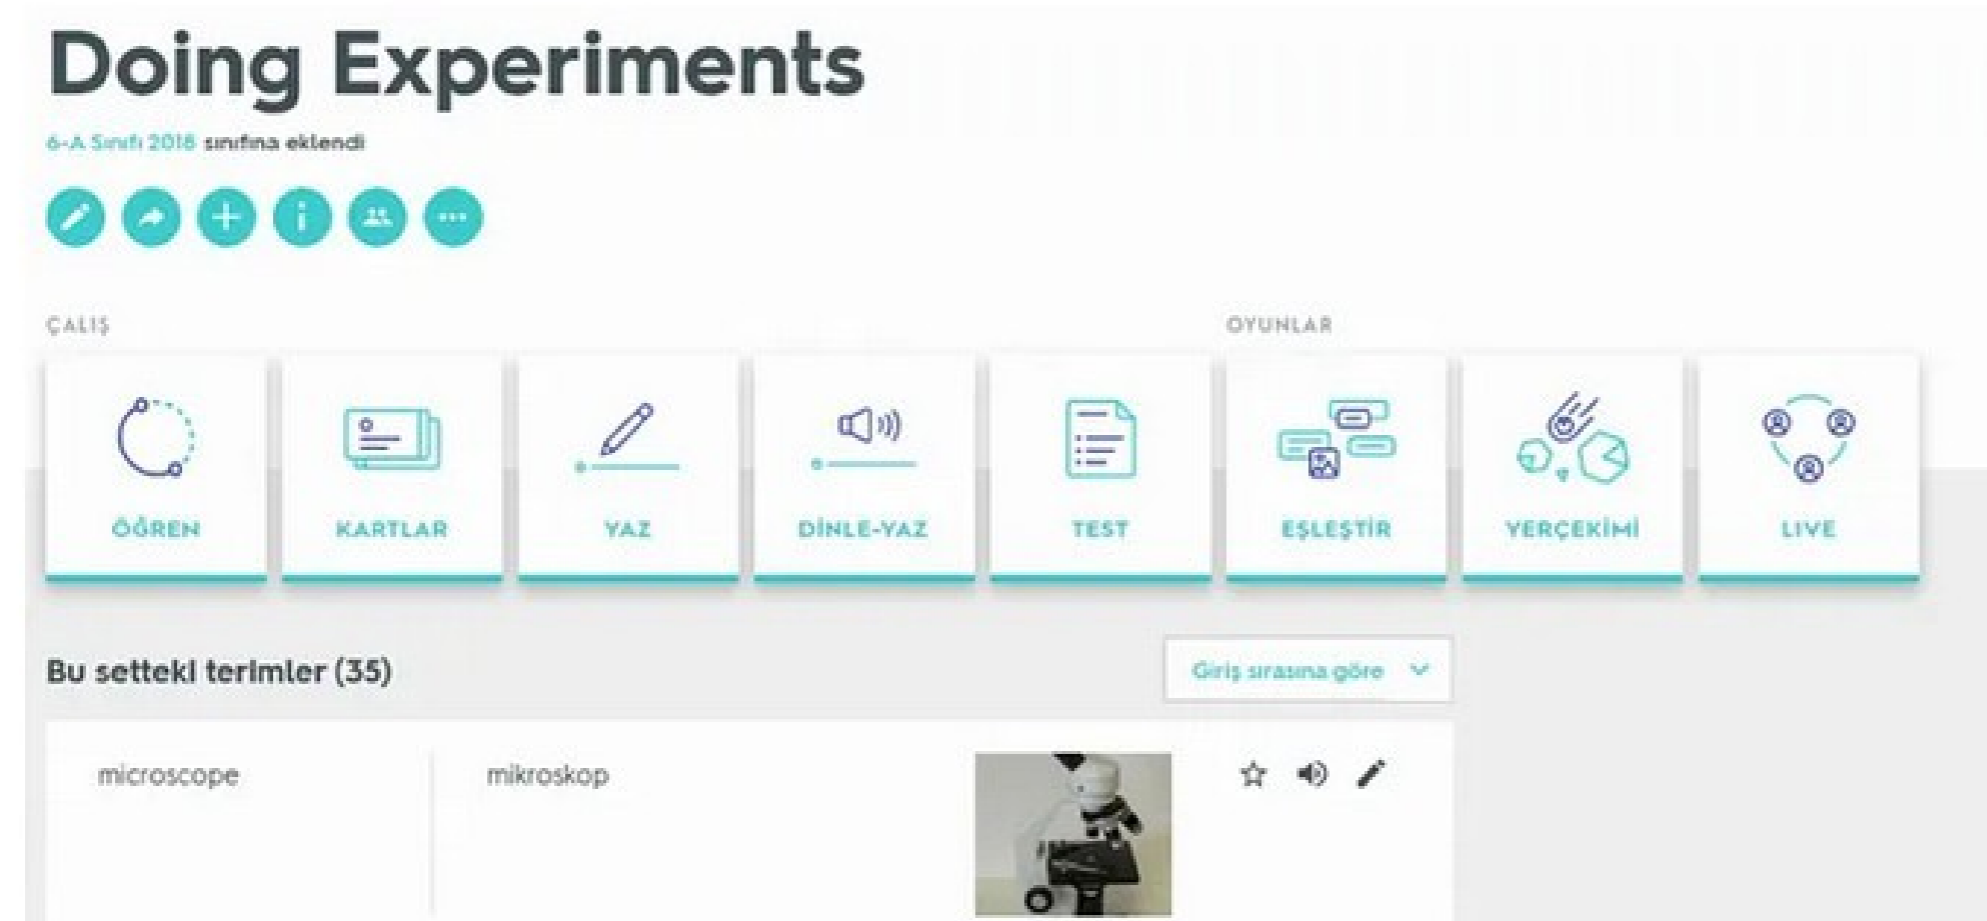 Doing Experiments
6-A Sınıfı 2018 sınıfına eklendi
ÇALIŞ
OYUNLAR
ÖĞREN
KARTLAR
YAZ
DİNLE-YAZ
TEST
EŞLEŞTİR
YERÇEKİMİ
LIVE
Bu setteki terimler (35)
Giriş sırasına göre
microscope
mikroskop